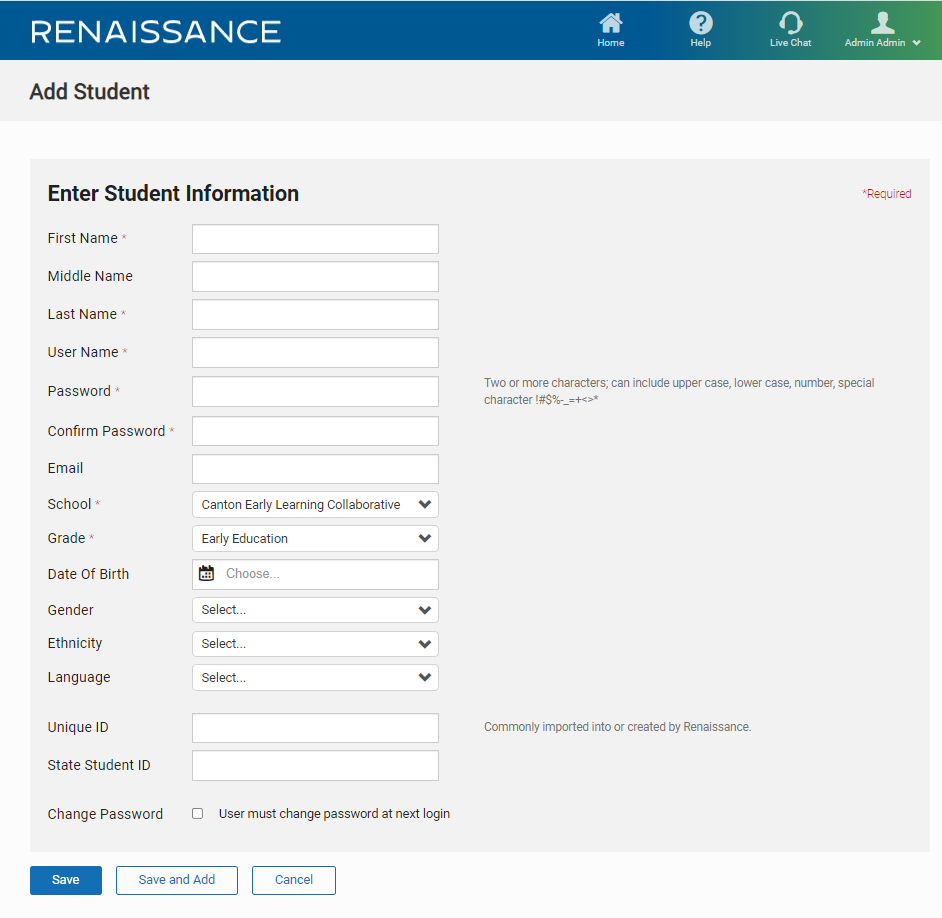 RENAISSANCE
Home
Help
Live Chat
Admin Admin
Add Student
Enter Student Information
*Required
First Name *
Middle Name
Last Name *
User Name *
Password *
Two or more characters; can include upper case, lower case, number, special
character !#$%-_=+<>*
Confirm Password *
Email
School *
Canton Early Learning Collaborative
Grade *
Early Education
Date Of Birth
Choose...
Gender
Select...
Ethnicity
Select...
Language
Select...
Unique ID
Commonly imported into or created by Renaissance.
State Student ID
Change Password
User must change password at next login
Save
Save and Add
Cancel